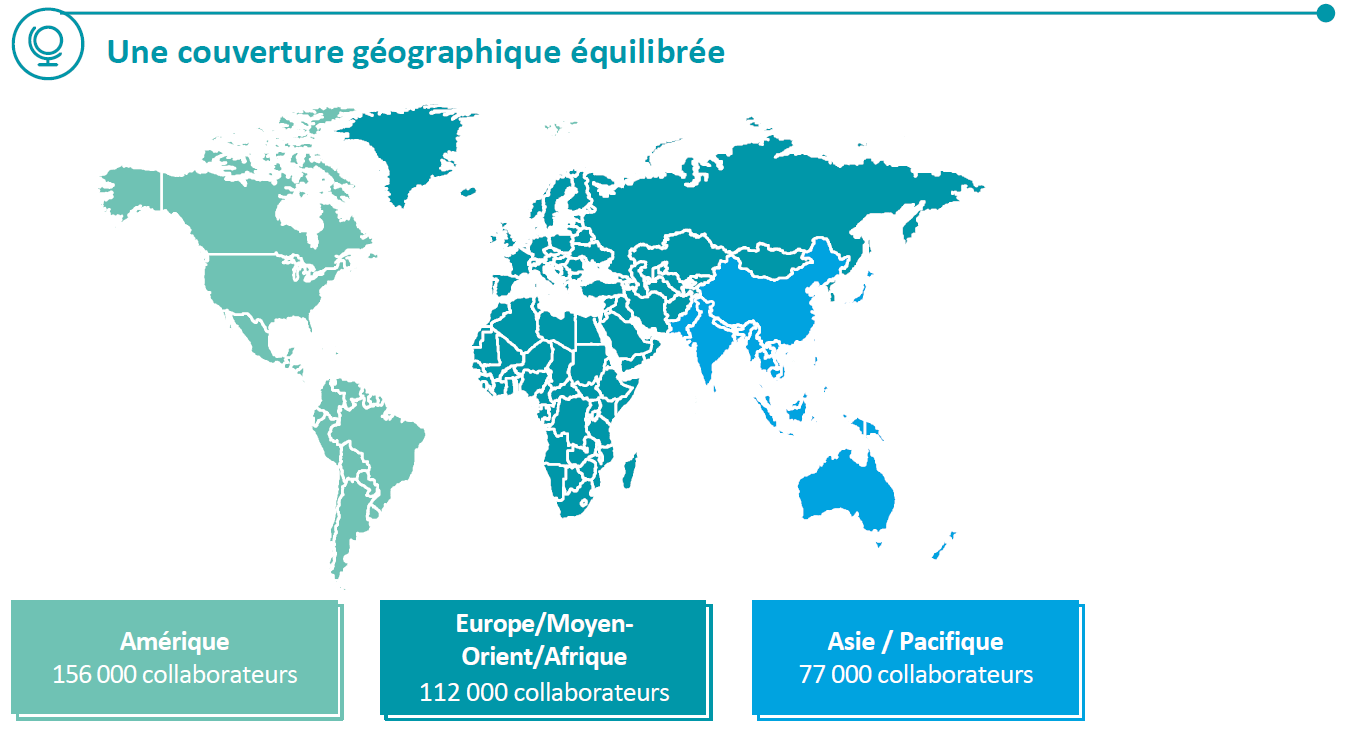 Une couverture géographique équilibrée
Amérique
156 000 collaborateurs
Europe/Moyen-
Orient/Afrique
112 000 collaborateurs
Asie / Pacifique
77 000 collaborateurs